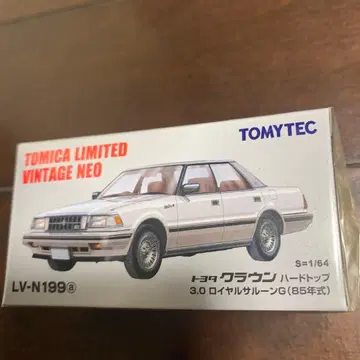 TOMICA LIMITED
VINTAGE NEO
TOMYTEC
LV-N199ⓐ
S=1/64
トヨタ クラウン ハードトップ
3.0 ロイヤルサルーンG(85年式)